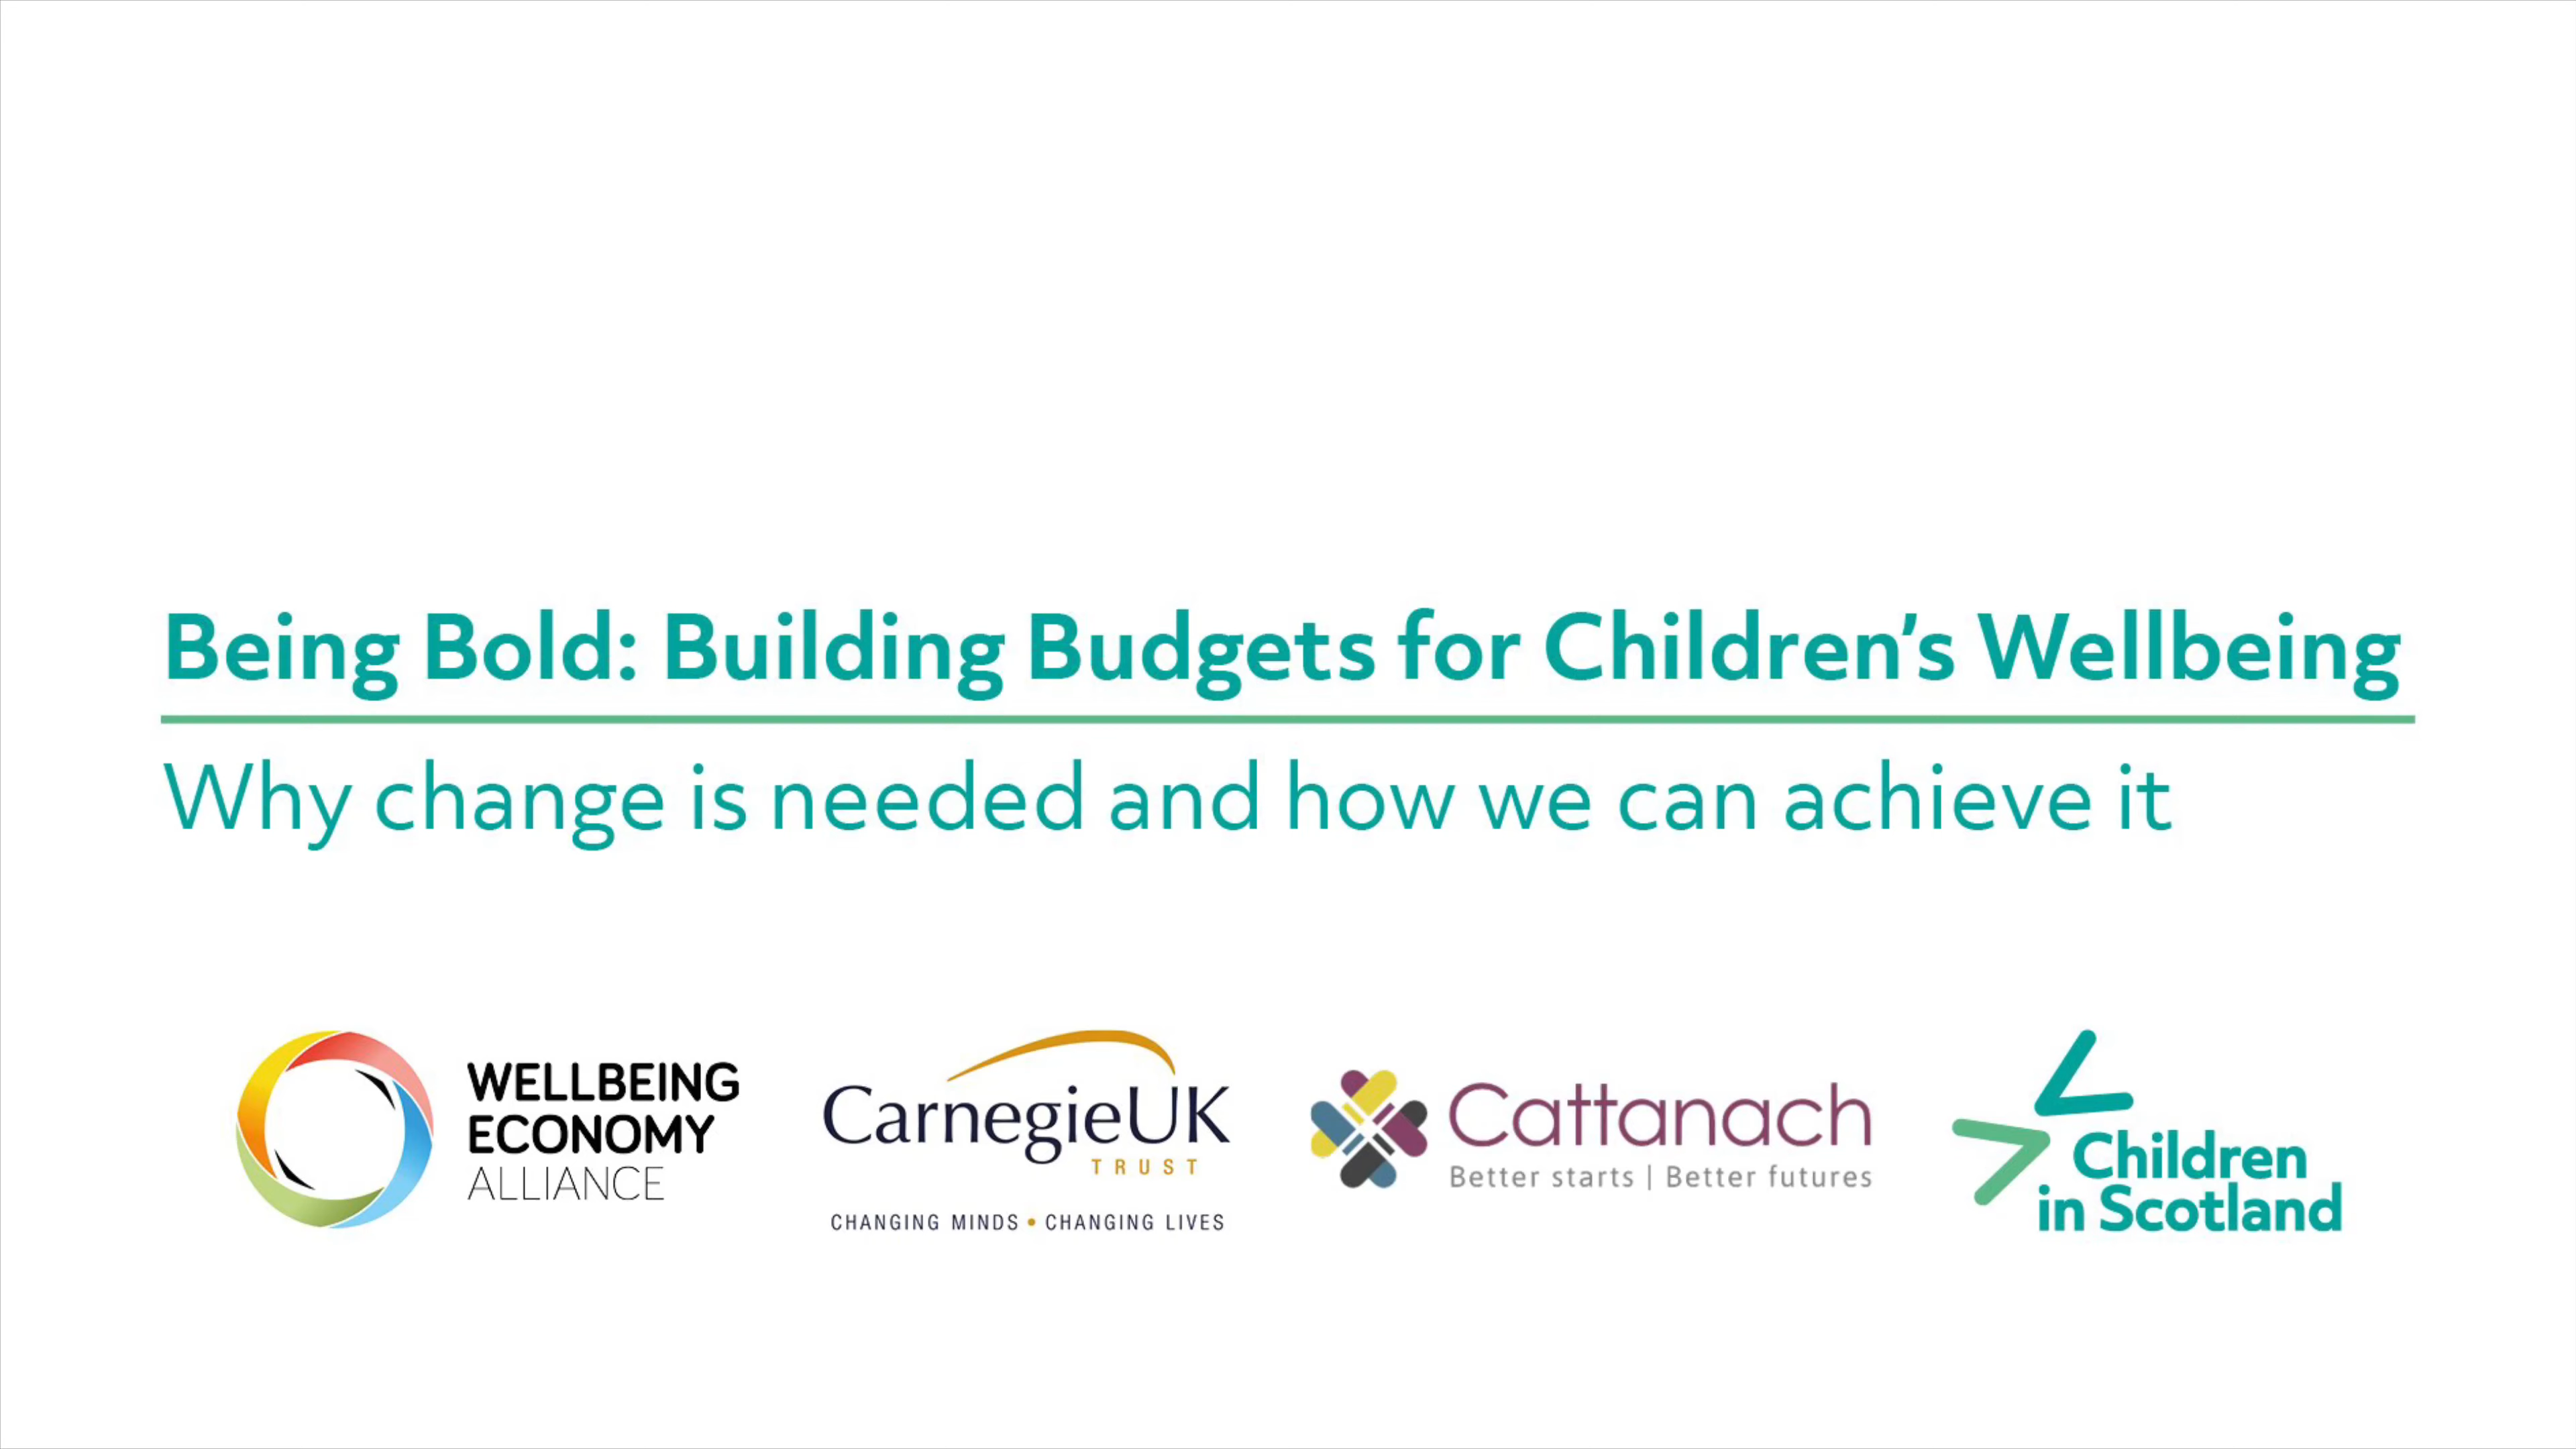 Being Bold: Building Budgets for Children’s Wellbeing
Why change is needed and how we can achieve it
WELLBEING
ECONOMY
ALLIANCE
CarnegieUK
TRUST
CHANGING MINDS • CHANGING LIVES
Cattanach
Better starts | Better futures
Children
in Scotland